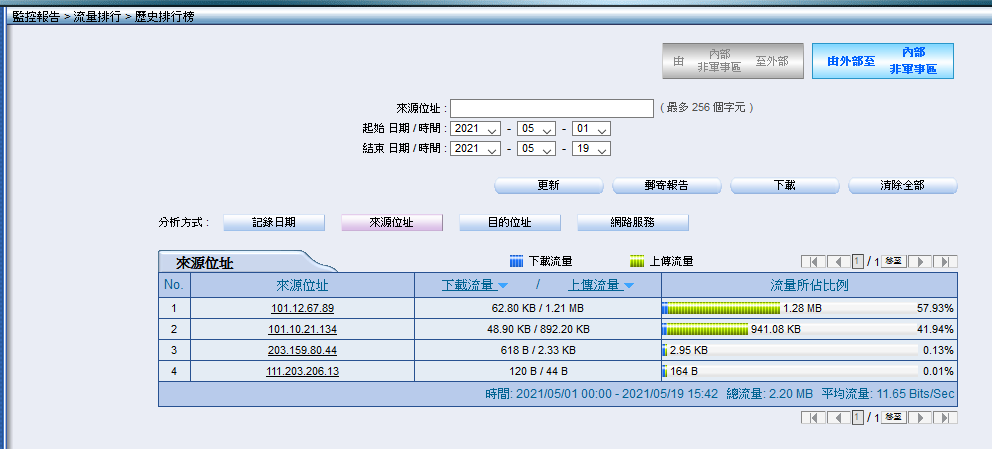 監控報告 > 流量排行 > 歷史排行榜
由 內部 非軍事區 至外部
由外部至 內部 非軍事區
來源位址 : ( 最多 256 個字元 )
起始 日期 / 時間 : 2021 - 05 - 01
結束 日期 / 時間 : 2021 - 05 - 19
更新 郵寄報告 下載 清除全部
分析方式 : 記錄日期 來源位址 目的位址 網路服務
來源位址 下載流量 上傳流量 1 / 1 移至
No. 來源位址 下載流量 / 上傳流量 流量所佔比例
1 101.12.67.89 62.80 KB / 1.21 MB 1.28 MB 57.93%
2 101.10.21.134 48.90 KB / 892.20 KB 941.08 KB 41.94%
3 203.159.80.44 618 B / 2.33 KB 2.95 KB 0.13%
4 111.203.206.13 120 B / 44 B 164 B 0.01%
時間: 2021/05/01 00:00 - 2021/05/19 15:42 總流量: 2.20 MB 平均流量: 11.65 Bits/Sec
1 / 1 移至